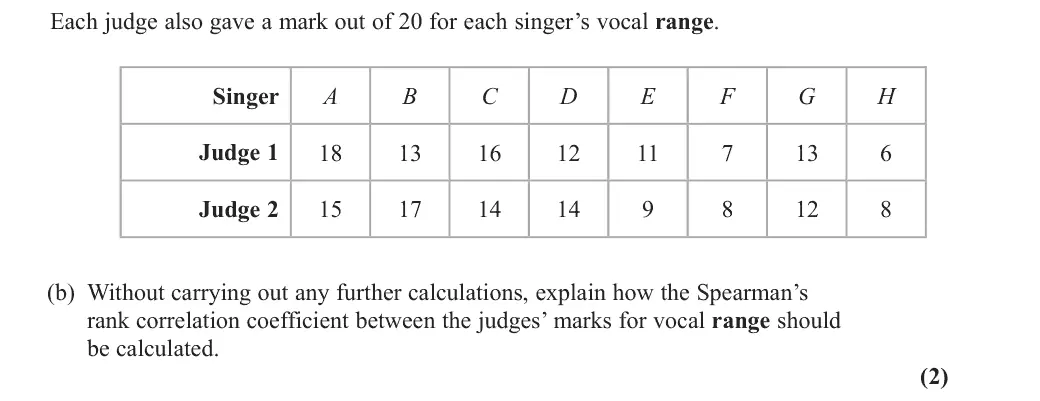 Each judge also gave a mark out of 20 for each singer’s vocal range.
Singer A B C D E F G H
Judge 1 18 13 16 12 11 7 13 6
Judge 2 15 17 14 14 9 8 12 8
(b) Without carrying out any further calculations, explain how the Spearman’s
rank correlation coefficient between the judges’ marks for vocal range should
be calculated.
(2)